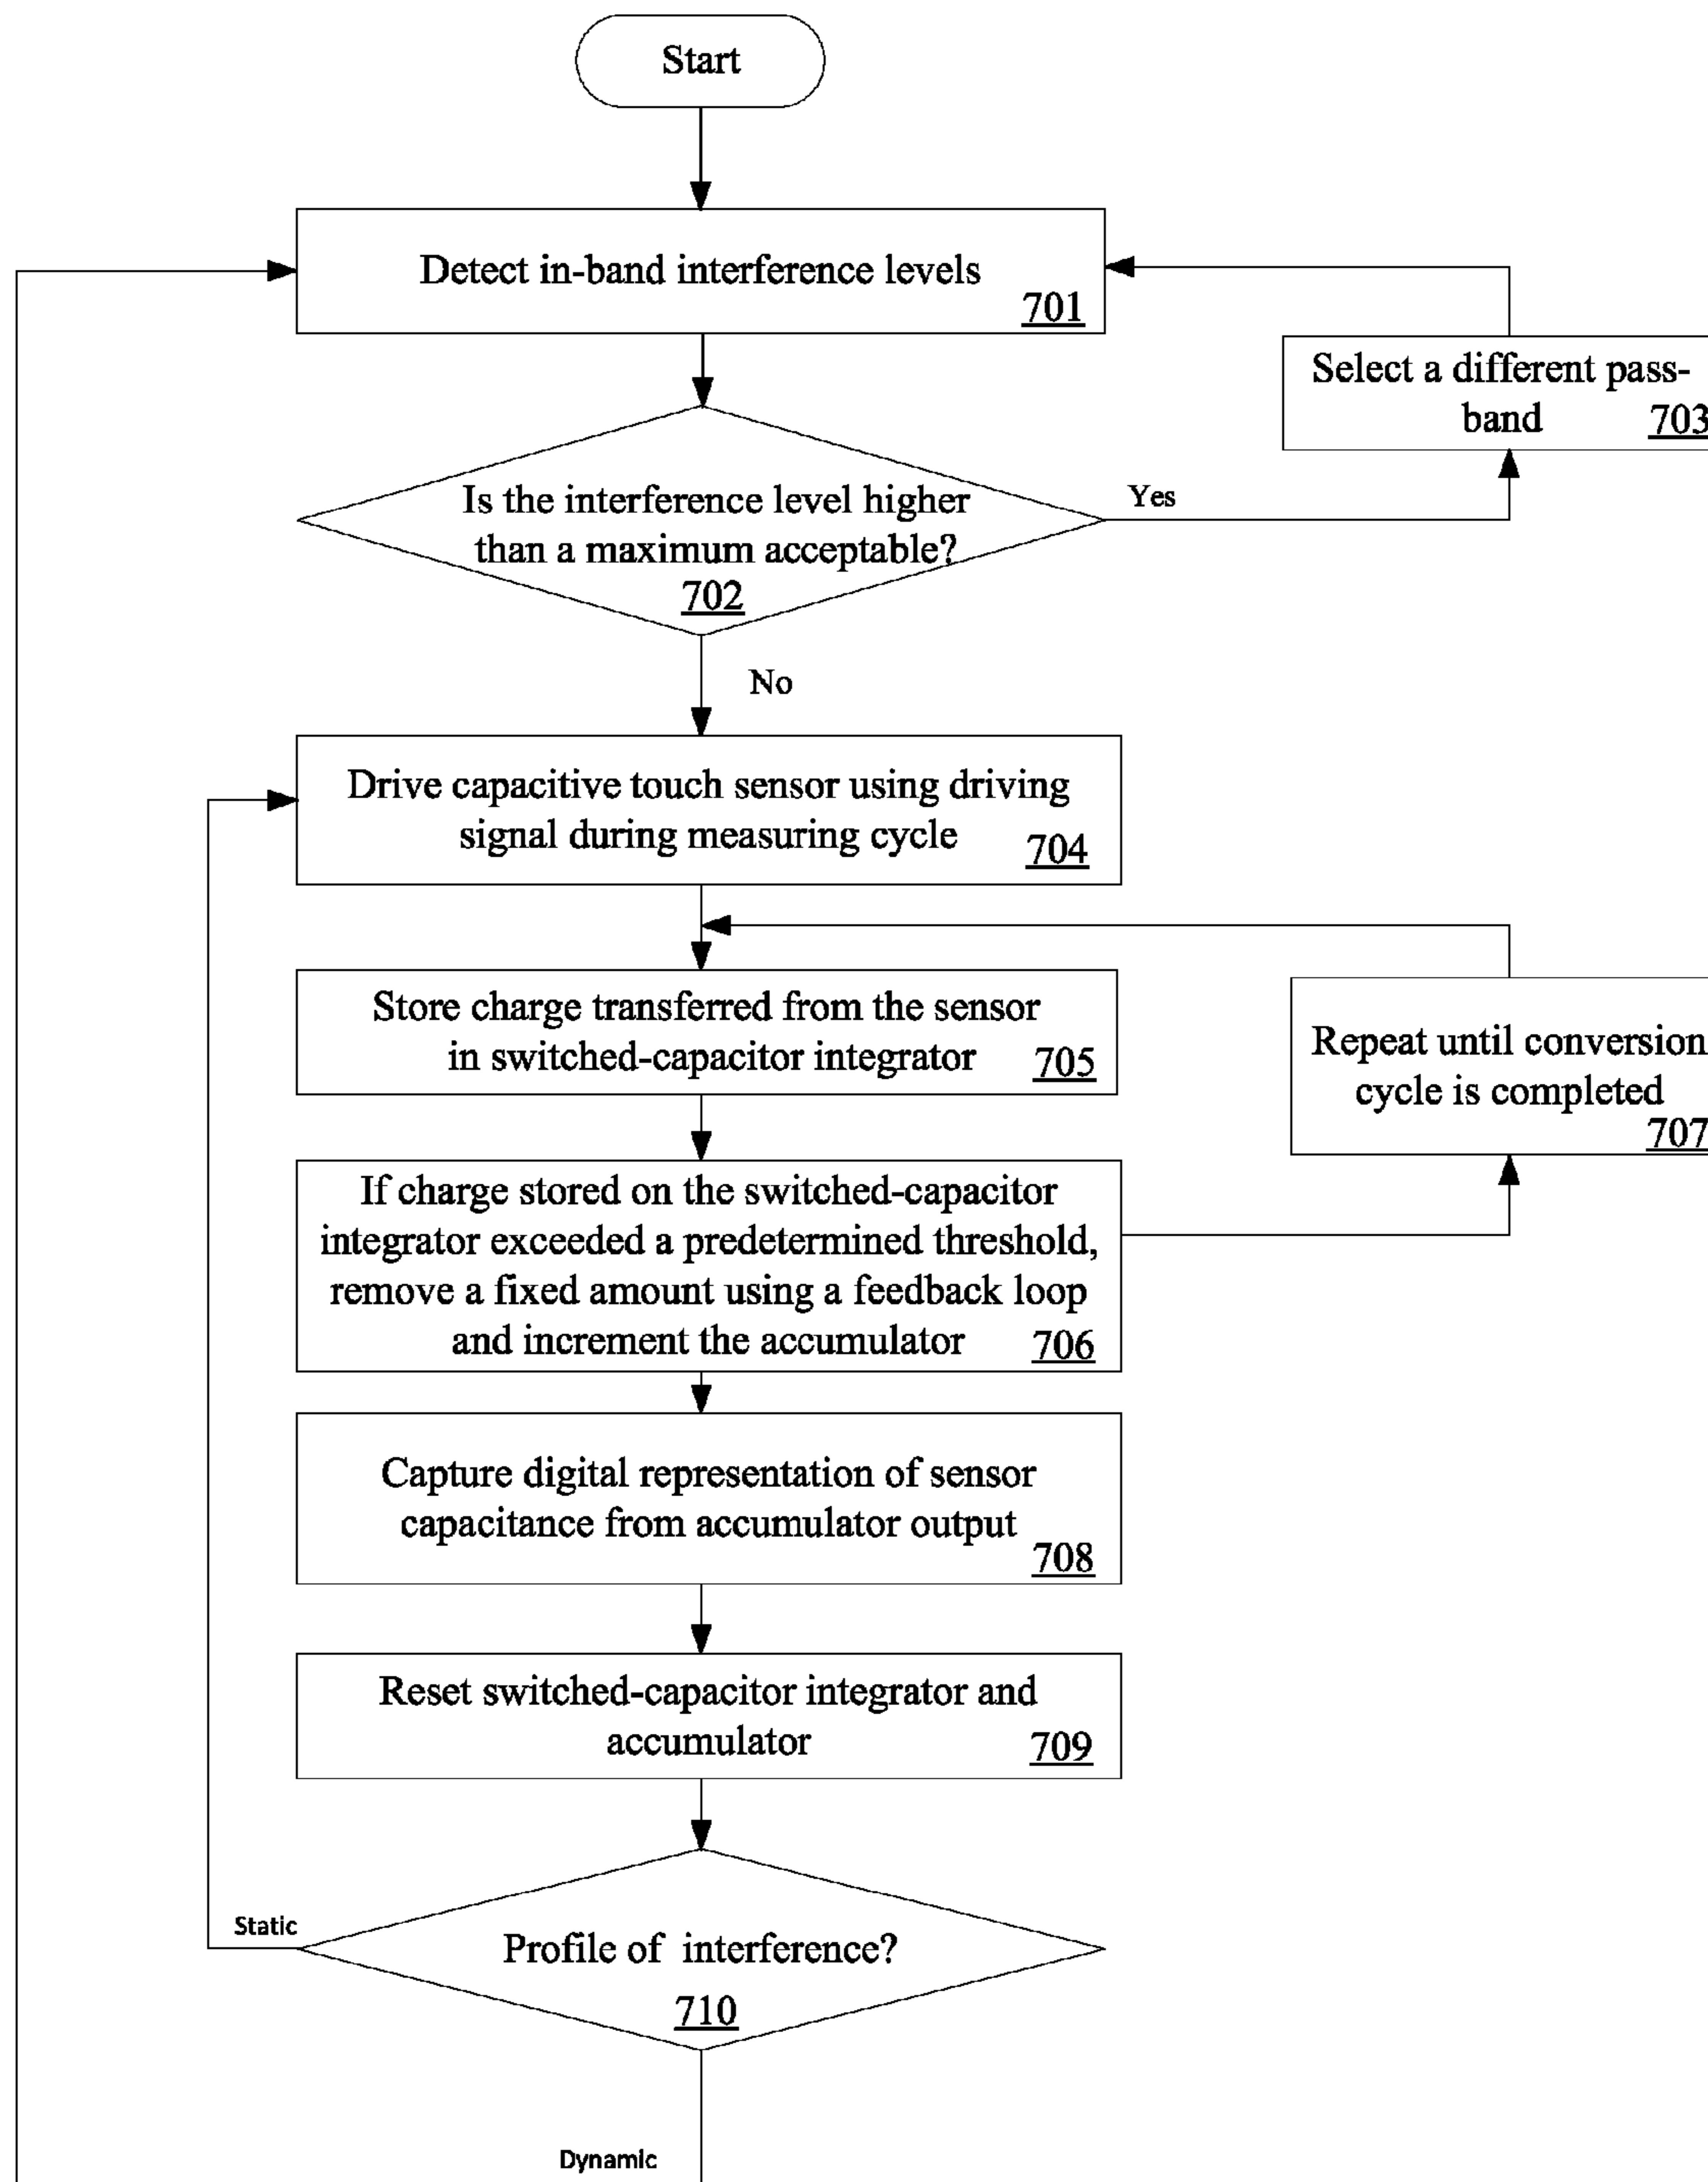 Start
Detect in-band interference levels
701
Select a different pass-
band 703
Is the interference level higher
than a maximum acceptable?
702
Yes
No
Drive capacitive touch sensor using driving
signal during measuring cycle 704
Store charge transferred from the sensor
in switched-capacitor integrator 705
Repeat until conversion
cycle is completed
707
If charge stored on the switched-capacitor
integrator exceeded a predetermined threshold,
remove a fixed amount using a feedback loop
and increment the accumulator 706
Capture digital representation of sensor
capacitance from accumulator output
708
Reset switched-capacitor integrator and
accumulator 709
Static
Profile of interference?
710
Dynamic